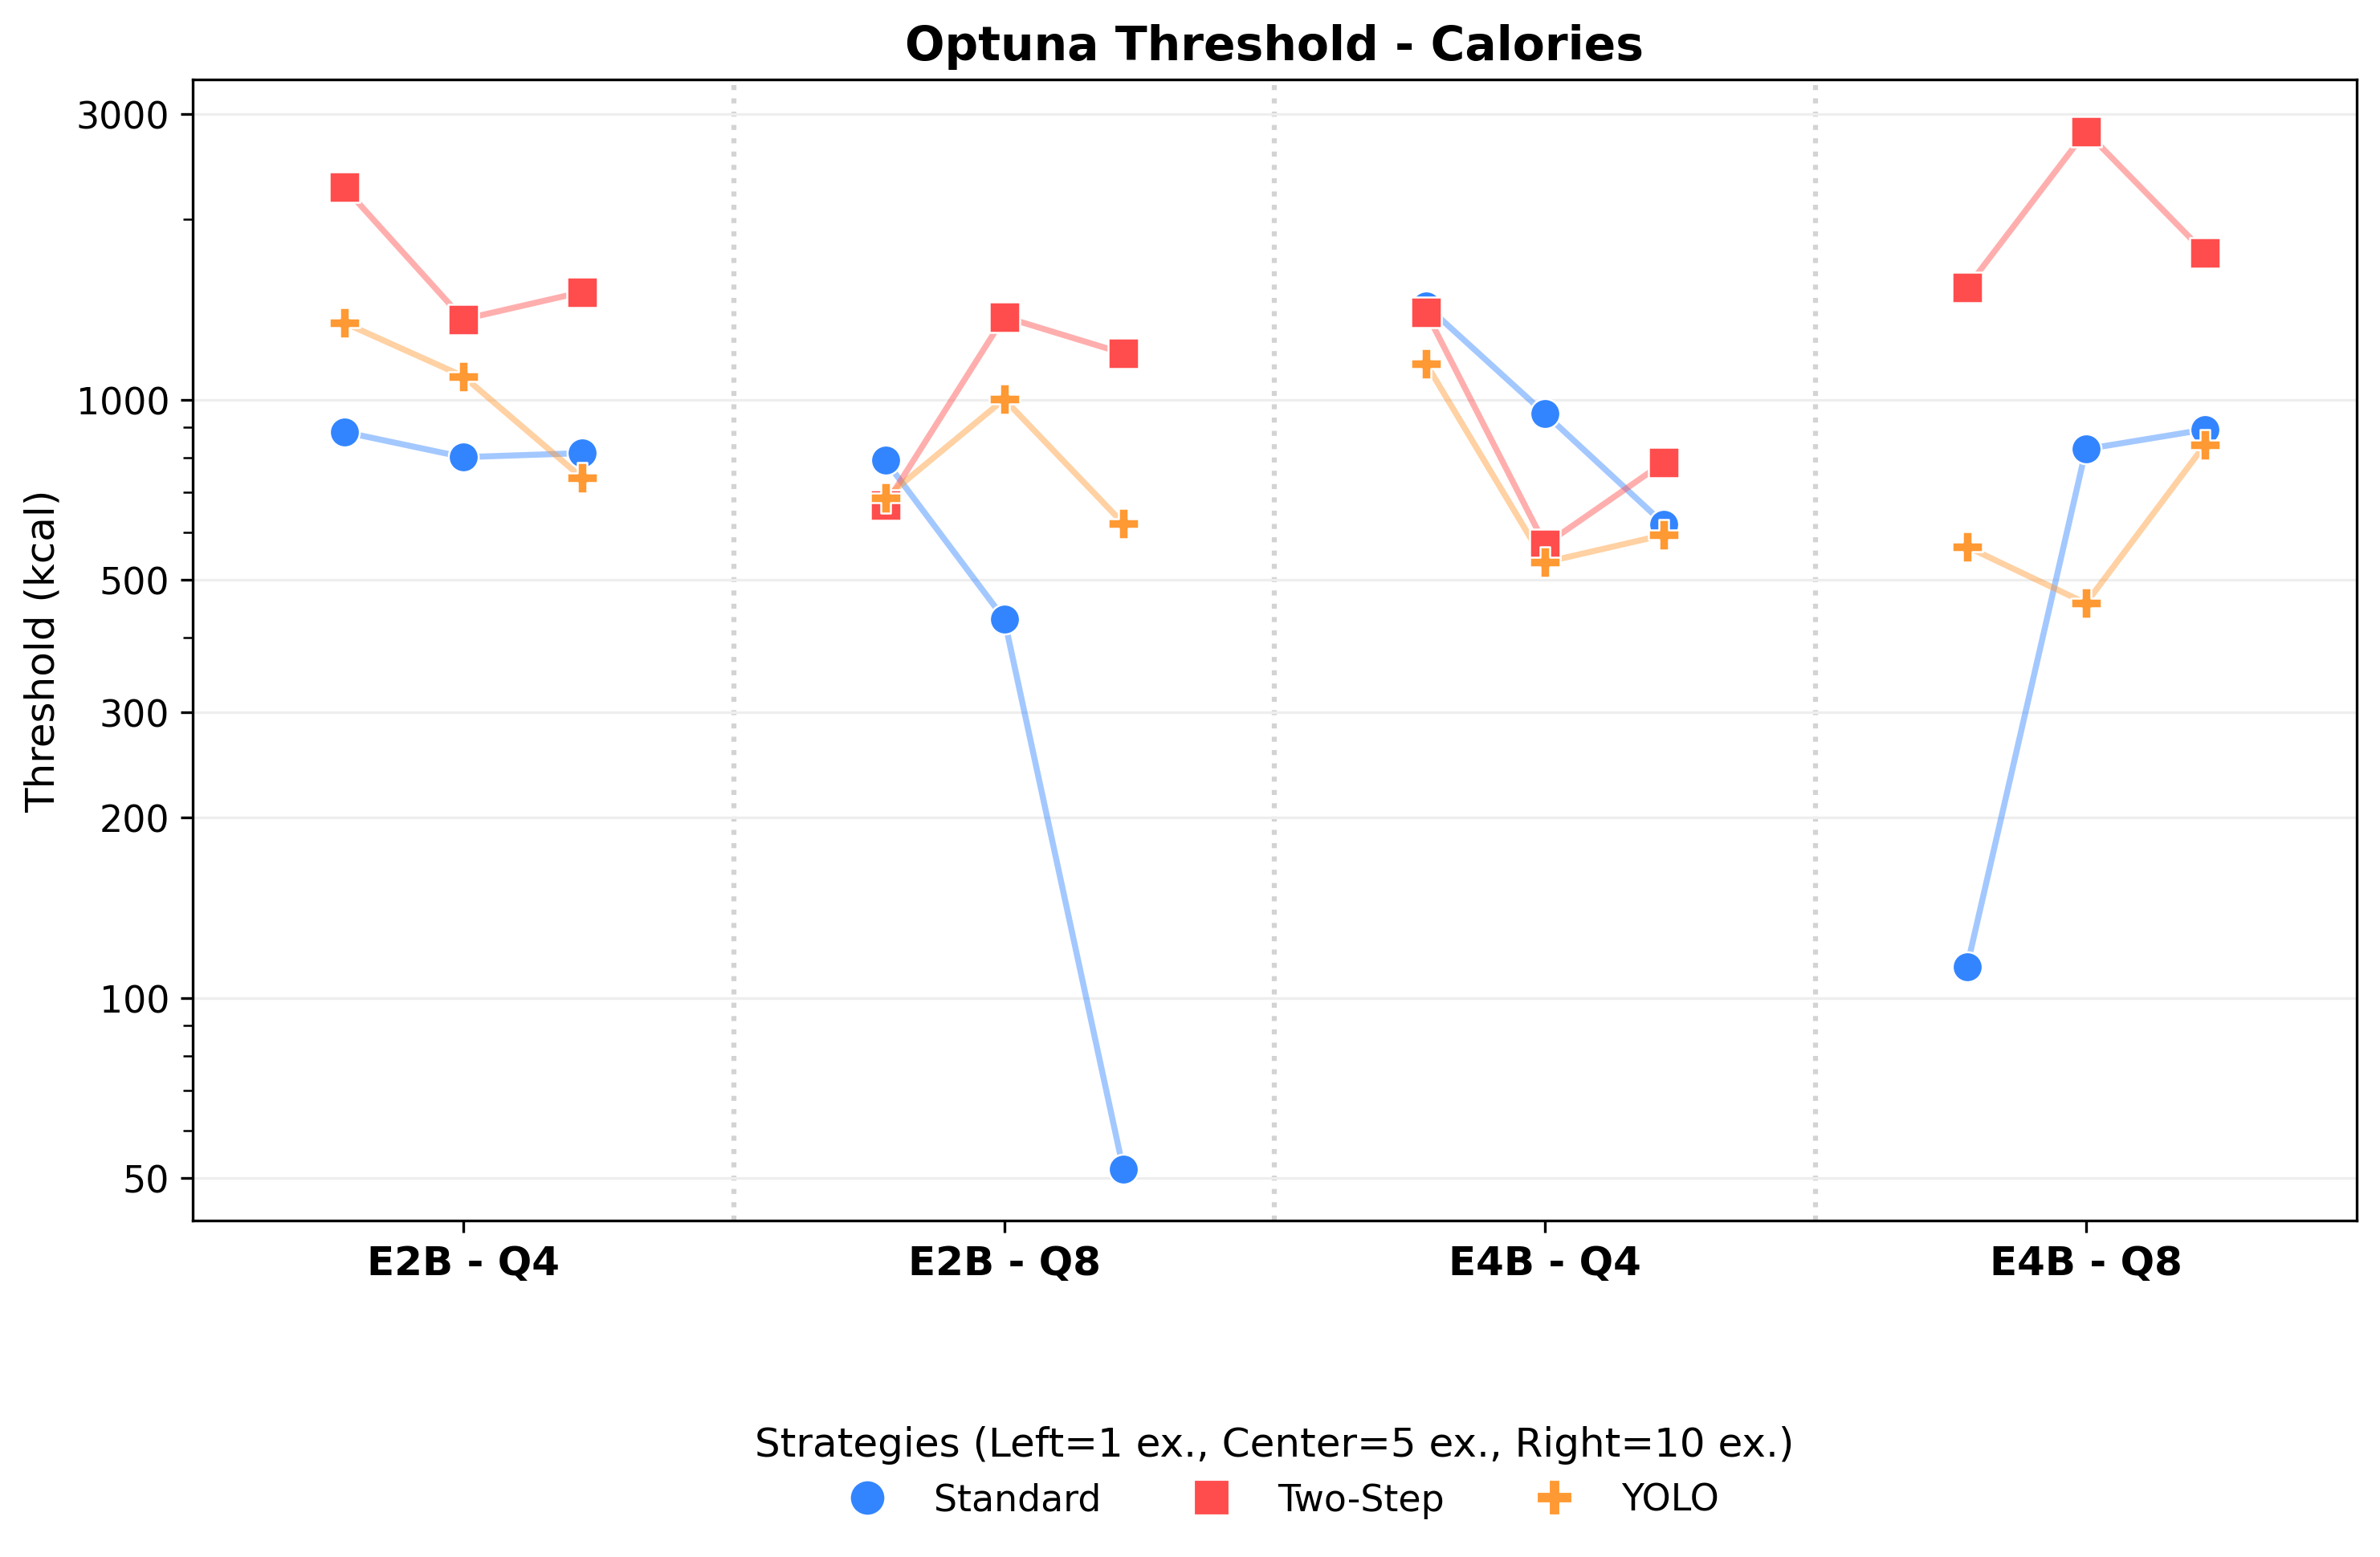 Optuna Threshold - Calories
Threshold (kcal)
3000
1000
500
300
200
100
50
E2B - Q4
E2B - Q8
E4B - Q4
E4B - Q8
Strategies (Left=1 ex., Center=5 ex., Right=10 ex.)
Standard
Two-Step
YOLO